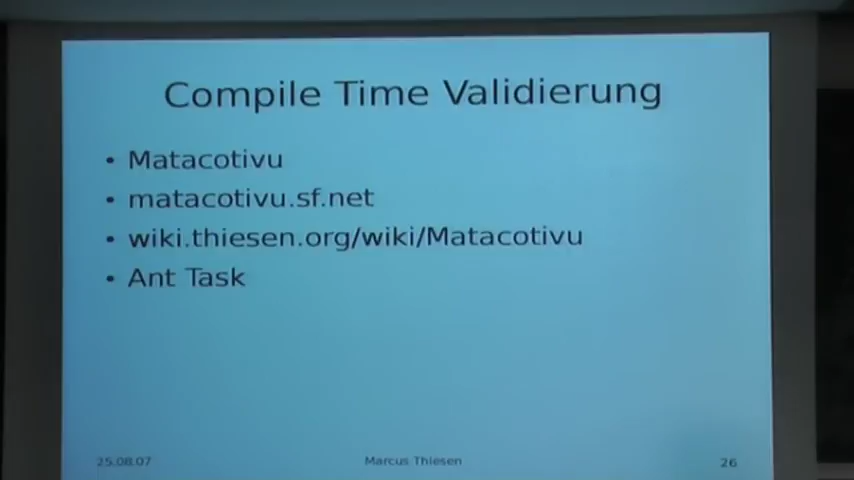 Compile Time Validierung
• Matacotivu
• matacotivu.sf.net
• wiki.thiesen.org/wiki/Matacotivu
• Ant Task
25.08.07 Marcus Thiesen 26